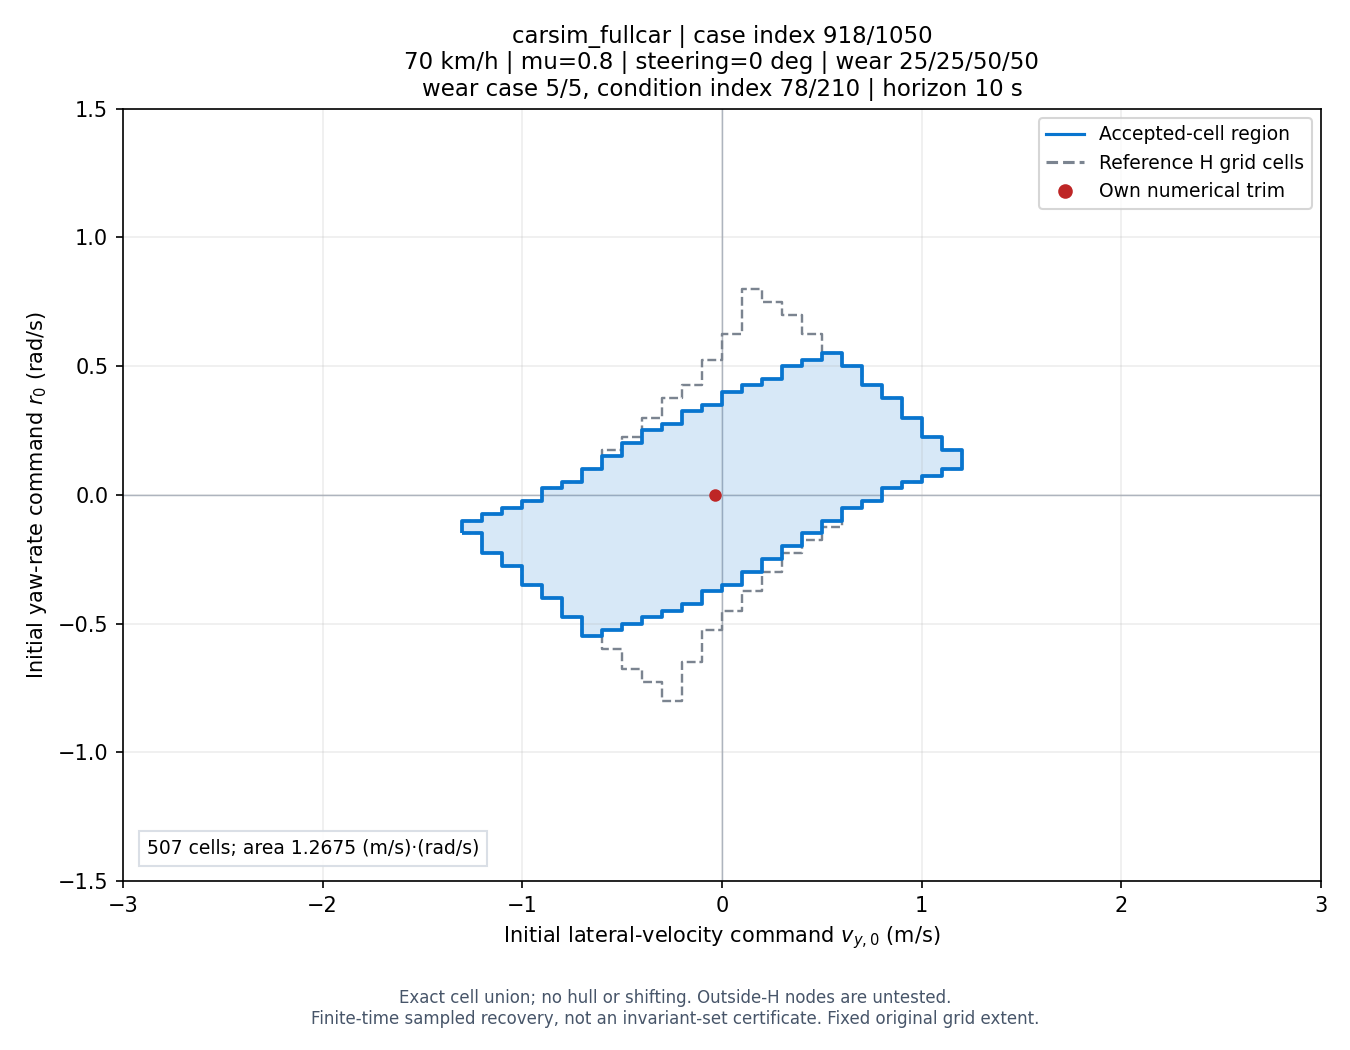 carsim_fullcar | case index 918/1050
70 km/h | mu=0.8 | steering=0 deg | wear 25/25/50/50
wear case 5/5, condition index 78/210 | horizon 10 s
Accepted-cell region
Reference H grid cells
Own numerical trim
1.5
1.0
0.5
0.0
−0.5
−1.0
−1.5
Initial yaw-rate command r₀ (rad/s)
507 cells; area 1.2675 (m/s)·(rad/s)
−3
−2
−1
0
1
2
3
Initial lateral-velocity command v_{y,0} (m/s)
Exact cell union; no hull or shifting. Outside-H nodes are untested.
Finite-time sampled recovery, not an invariant-set certificate. Fixed original grid extent.